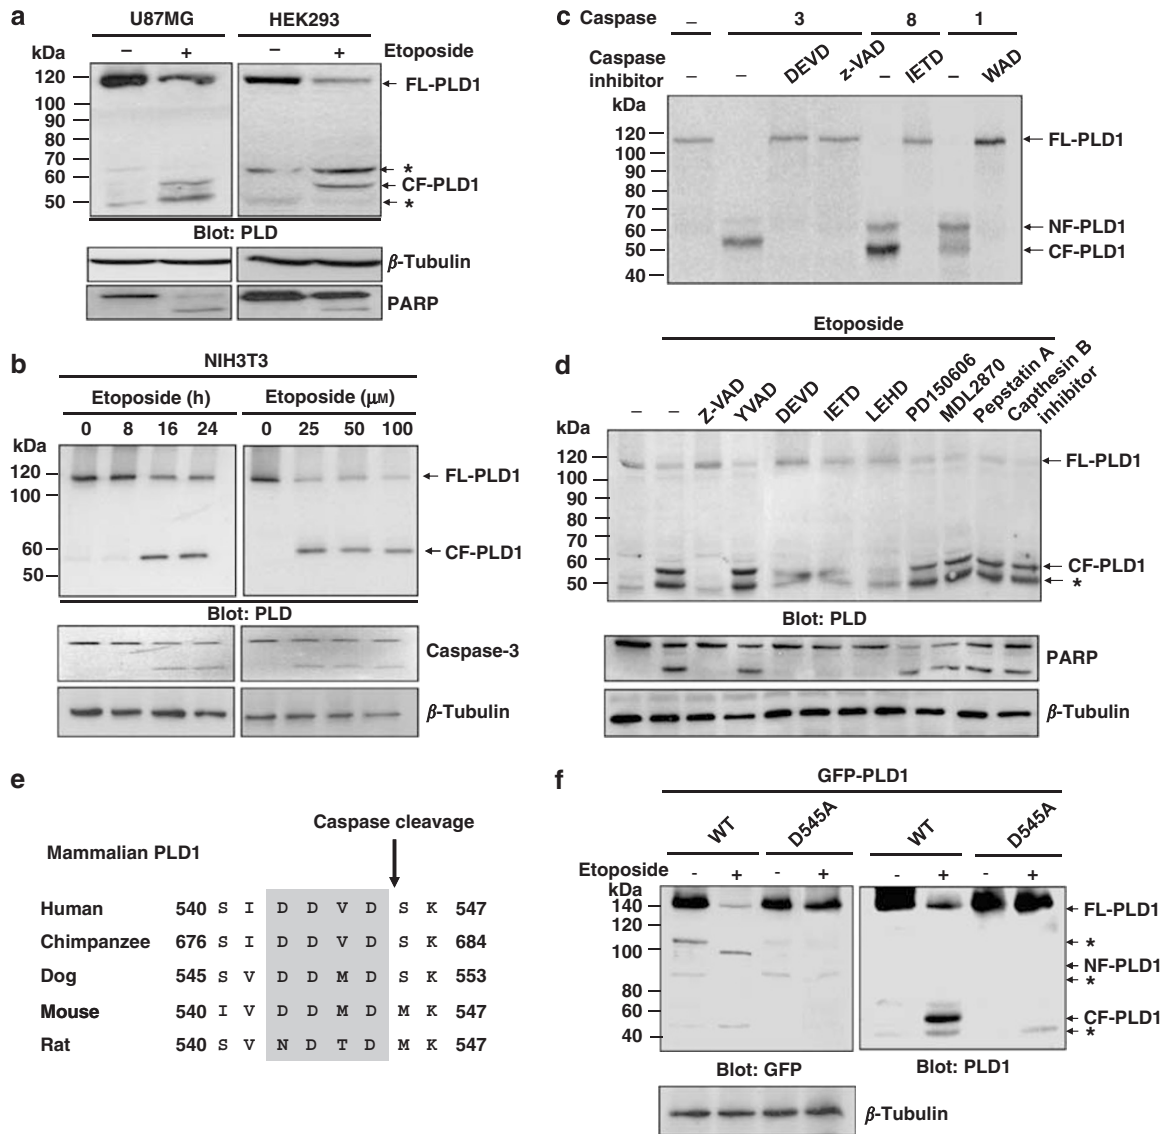 a
U87MG HEK293
kDa − + − + Etoposide
120
100
90
80
70
60
50
FL-PLD1
*
CF-PLD1
*
Blot: PLD
β-Tubulin
PARP
b
NIH3T3
Etoposide (h) Etoposide (μM)
0 8 16 24 0 25 50 100
kDa
120
100
60
50
FL-PLD1
CF-PLD1
Blot: PLD
Caspase-3
β-Tubulin
c
Caspase − 3 8 1
Caspase inhibitor − − DEVD z-VAD − IETD − WAD
kDa
120
100
90
80
70
60
50
40
FL-PLD1
NF-PLD1
CF-PLD1
d
Etoposide
− − Z-VAD YVAD DEVD IETD LEHD PD150606 MDL2870 Pepstatin A Capthesin B inhibitor
kDa
120
100
90
80
70
60
50
FL-PLD1
CF-PLD1
*
Blot: PLD
PARP
β-Tubulin
e
Caspase cleavage
Mammalian PLD1
Human 540 S I D D V D S K 547
Chimpanzee 676 S I D D V D S K 684
Dog 545 S V D D M D S K 553
Mouse 540 I V D D M D M K 547
Rat 540 S V N D T D M K 547
f
GFP-PLD1
WT D545A WT D545A
Etoposide - + - + - + - +
kDa
140
120
100
80
60
40
FL-PLD1
*
NF-PLD1
*
CF-PLD1
*
Blot: GFP Blot: PLD1
β-Tubulin